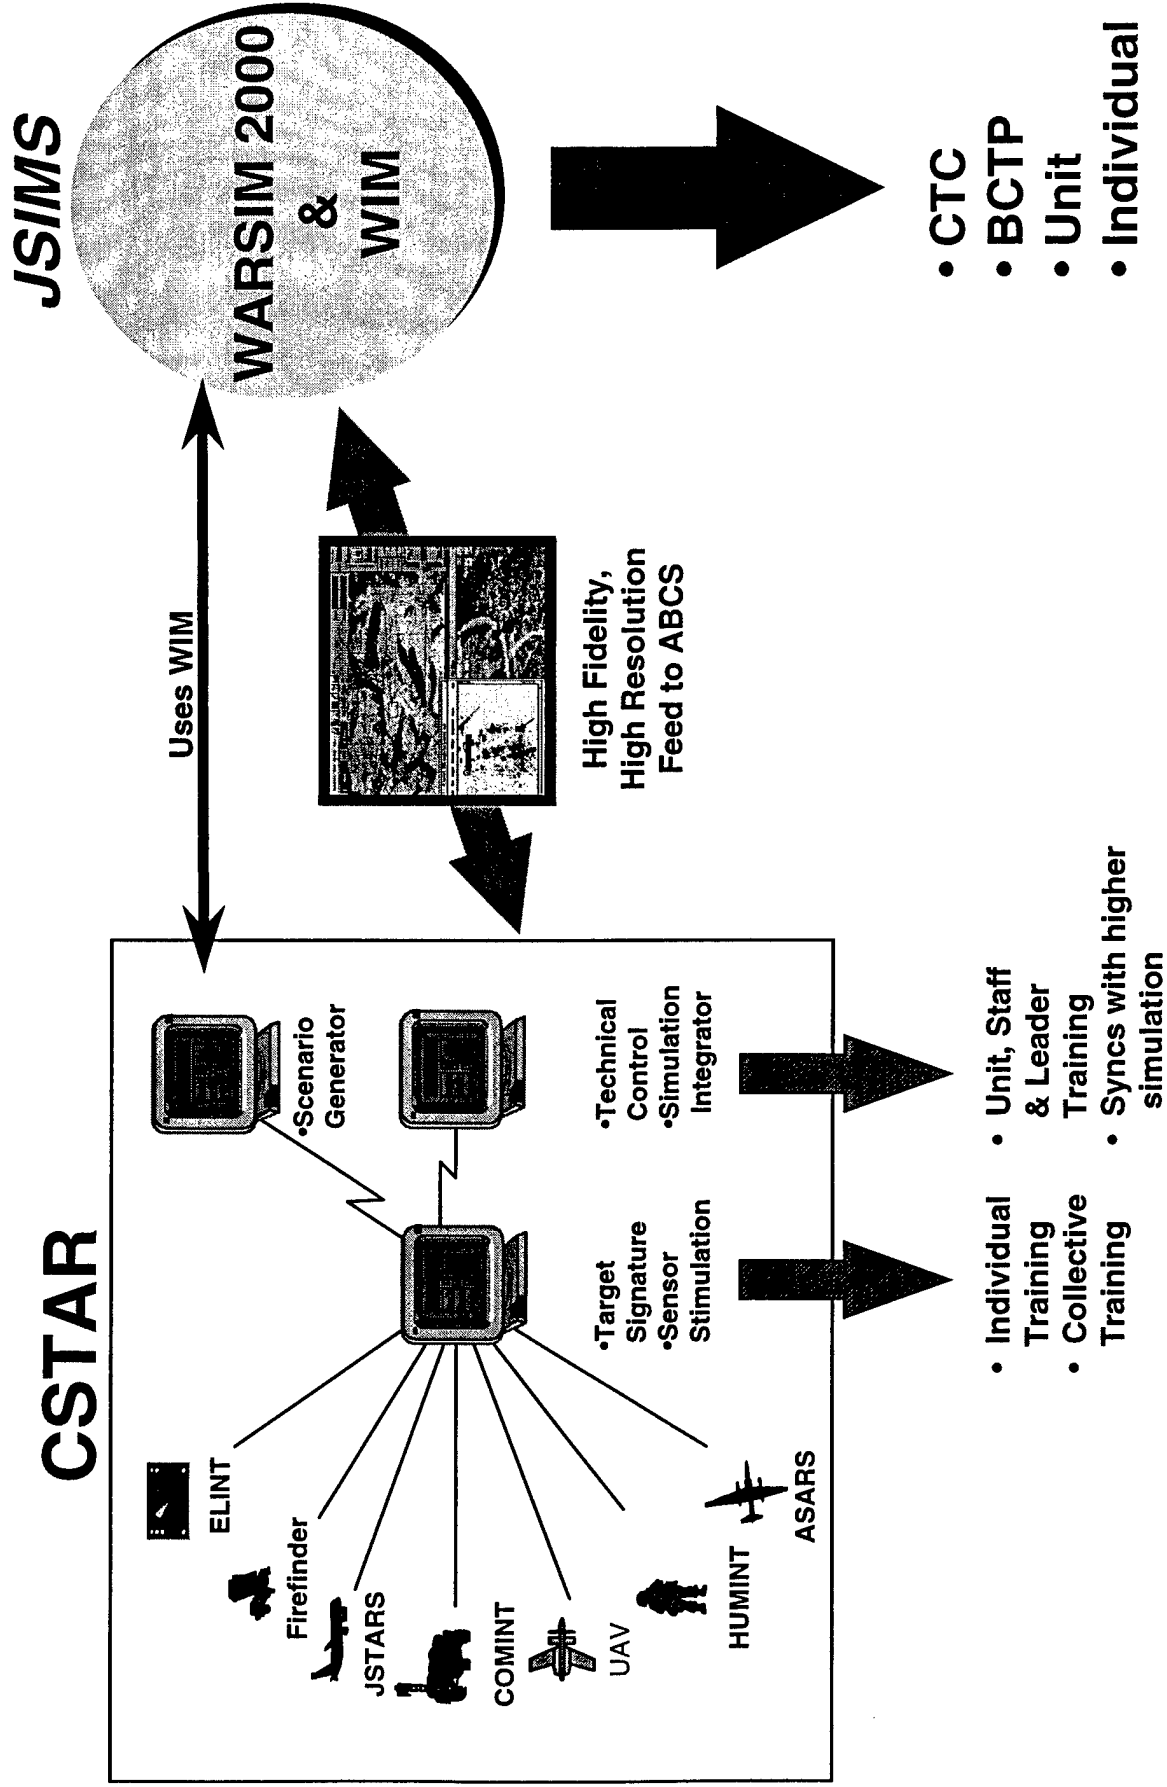 CSTAR
JSIMS
ELINT
Firefinder
JSTARS
COMINT
UAV
HUMINT
ASARS
•Scenario
Generator
•Target
Signature
•Sensor
Stimulation
•Technical
Control
•Simulation
Integrator
Uses WIM
WARSIM 2000
&
WIM
High Fidelity,
High Resolution
Feed to ABCS
• Individual
Training
• Collective
Training
• Unit, Staff
& Leader
Training
• Syncs with higher
simulation
• CTC
• BCTP
• Unit
• Individual